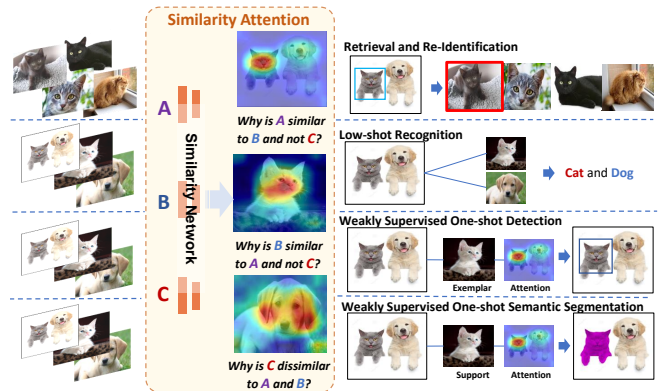 Similarity Attention
A
B
C
Similarity Network
Why is A similar
to B and not C?
Why is B similar
to A and not C?
Why is C dissimilar
to A and B?
Retrieval and Re-Identification
Low-shot Recognition
Cat and Dog
Weakly Supervised One-shot Detection
Exemplar
Attention
Weakly Supervised One-shot Semantic Segmentation
Support
Attention